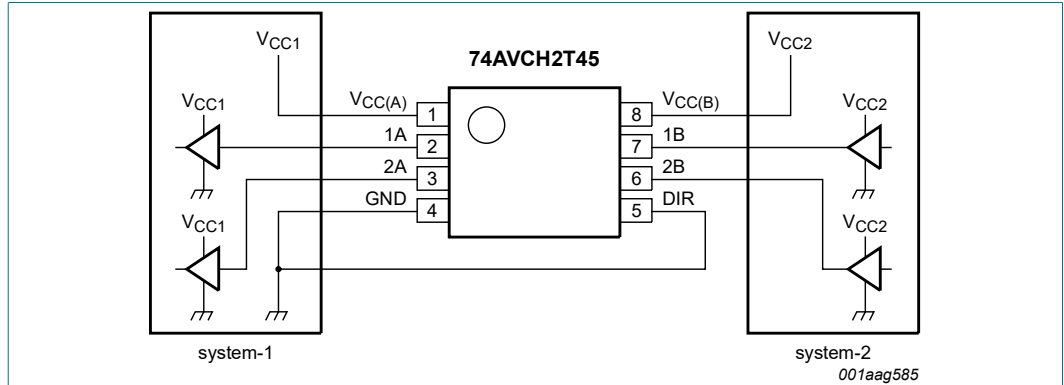 VCC1
VCC2
74AVCH2T45
VCC1
VCC(A)
1
8
VCC(B)
VCC2
1A
2
7
1B
2A
3
6
2B
GND
4
5
DIR
VCC1
VCC2
system-1
system-2
001aag585